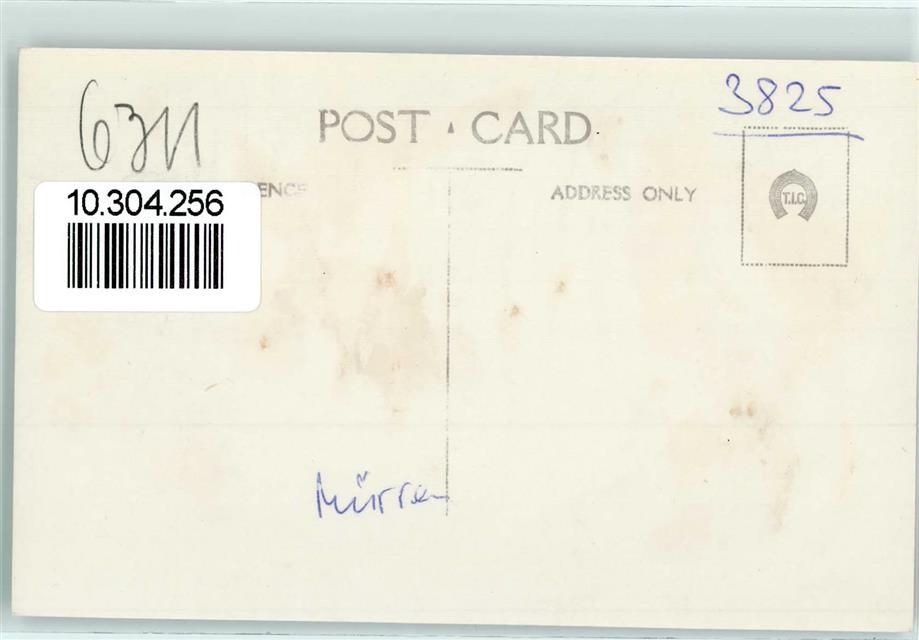 6311
3825
POST CARD
10.304.256
ENCE
ADDRESS ONLY
T.I.C.
Mürren